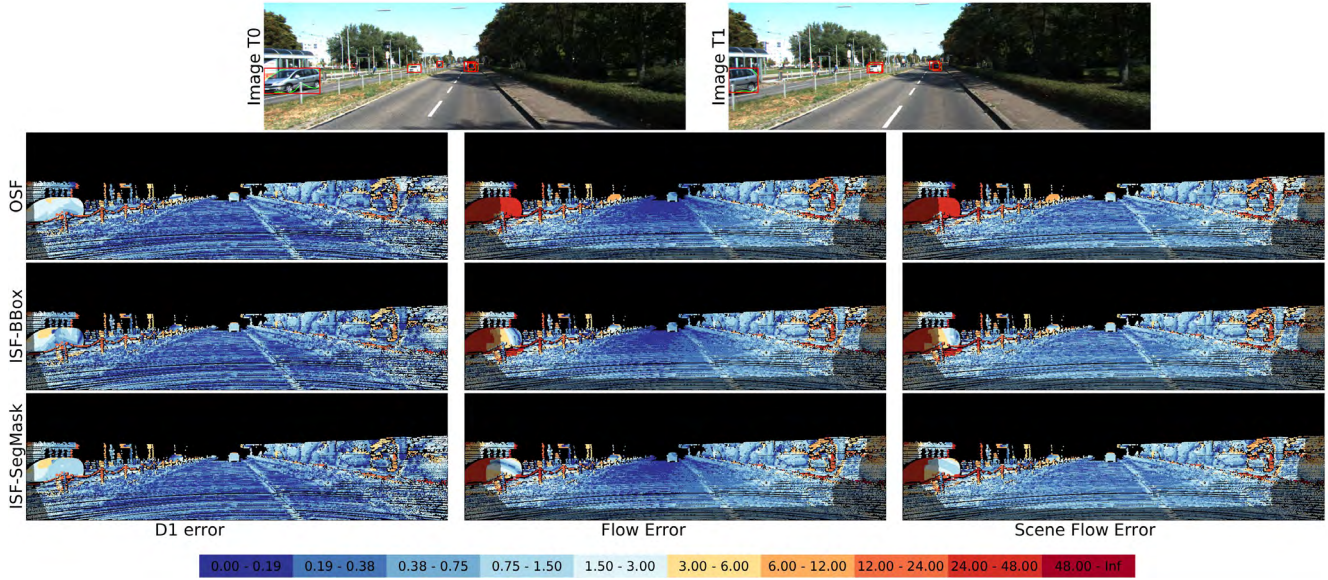 Image T0
Image T1
OSF
ISF-BBox
ISF-SegMask
D1 error
Flow Error
Scene Flow Error
0.00 - 0.19 0.19 - 0.38 0.38 - 0.75 0.75 - 1.50 1.50 - 3.00 3.00 - 6.00 6.00 - 12.00 12.00 - 24.00 24.00 - 48.00 48.00 - Inf